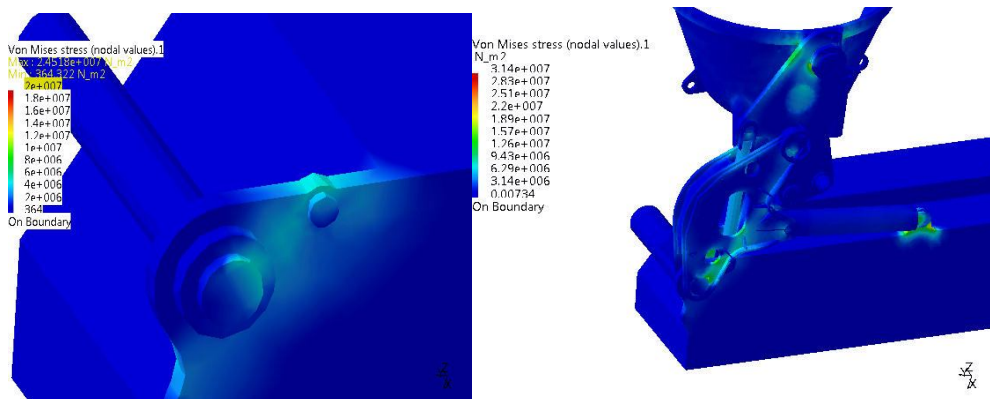 Von Mises stress (nodal values).1
Max : 2.4518e+007 N_m2
Min : 364.322 N_m2
2e+007
1.8e+007
1.6e+007
1.4e+007
1.2e+007
1e+007
8e+006
6e+006
4e+006
2e+006
364
On Boundary
Z
X
Von Mises stress (nodal values).1
N_m2
3.14e+007
2.83e+007
2.51e+007
2.2e+007
1.89e+007
1.57e+007
1.26e+007
9.43e+006
6.29e+006
3.14e+006
0.00734
On Boundary
Z
Y
X